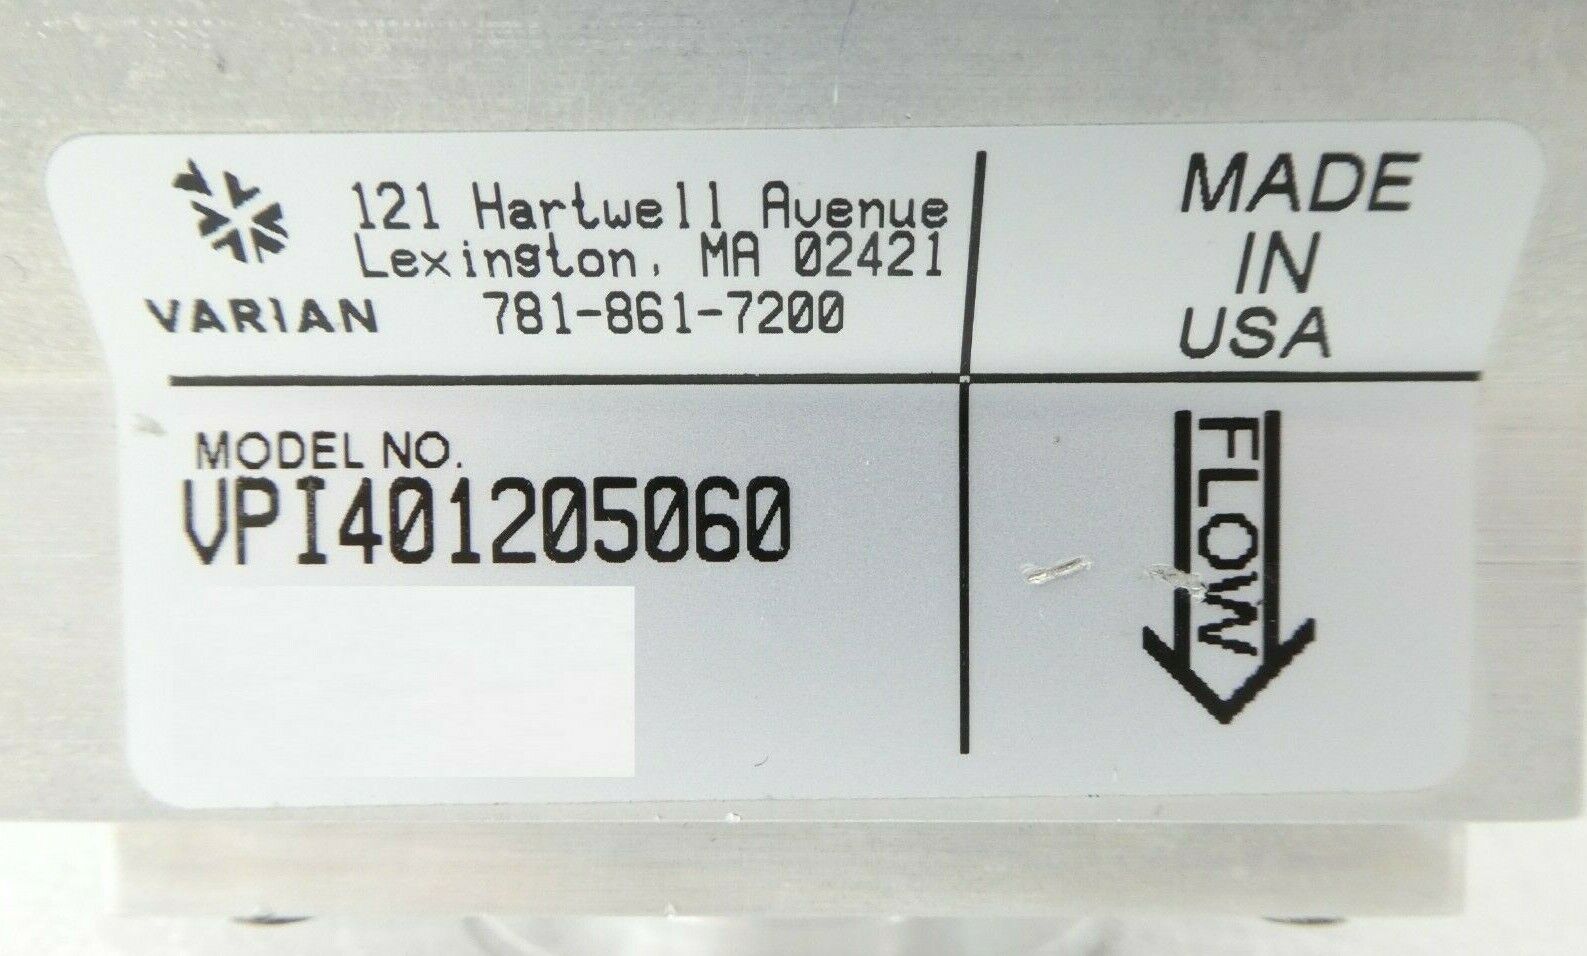 121 Hartwell Avenue
Lexington, MA 02421
VARIAN 781-861-7200
MADE
IN
USA
MODEL NO.
VPI401205060
FLOW